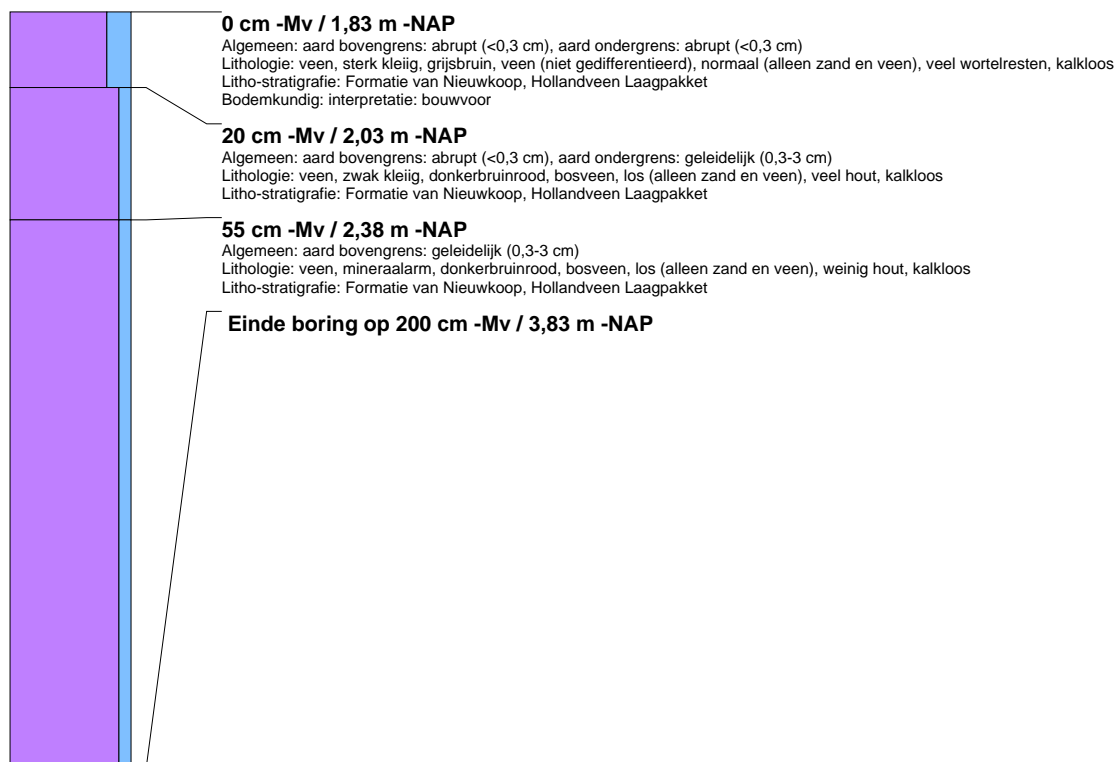 0 cm -Mv / 1,83 m -NAP
Algemeen: aard bovengrens: abrupt (<0,3 cm), aard ondergrens: abrupt (<0,3 cm)
Lithologie: veen, sterk kleiig, grijsbruin, veen (niet gedifferentieerd), normaal (alleen zand en veen), veel wortelresten, kalkloos
Litho-stratigrafie: Formatie van Nieuwkoop, Hollandveen Laagpakket
Bodemkundig: interpretatie: bouwvoor
20 cm -Mv / 2,03 m -NAP
Algemeen: aard bovengrens: abrupt (<0,3 cm), aard ondergrens: geleidelijk (0,3-3 cm)
Lithologie: veen, zwak kleiig, donkerbruinrood, bosveen, los (alleen zand en veen), veel hout, kalkloos
Litho-stratigrafie: Formatie van Nieuwkoop, Hollandveen Laagpakket
55 cm -Mv / 2,38 m -NAP
Algemeen: aard bovengrens: geleidelijk (0,3-3 cm)
Lithologie: veen, mineraalarm, donkerbruinrood, bosveen, los (alleen zand en veen), weinig hout, kalkloos
Litho-stratigrafie: Formatie van Nieuwkoop, Hollandveen Laagpakket
Einde boring op 200 cm -Mv / 3,83 m -NAP